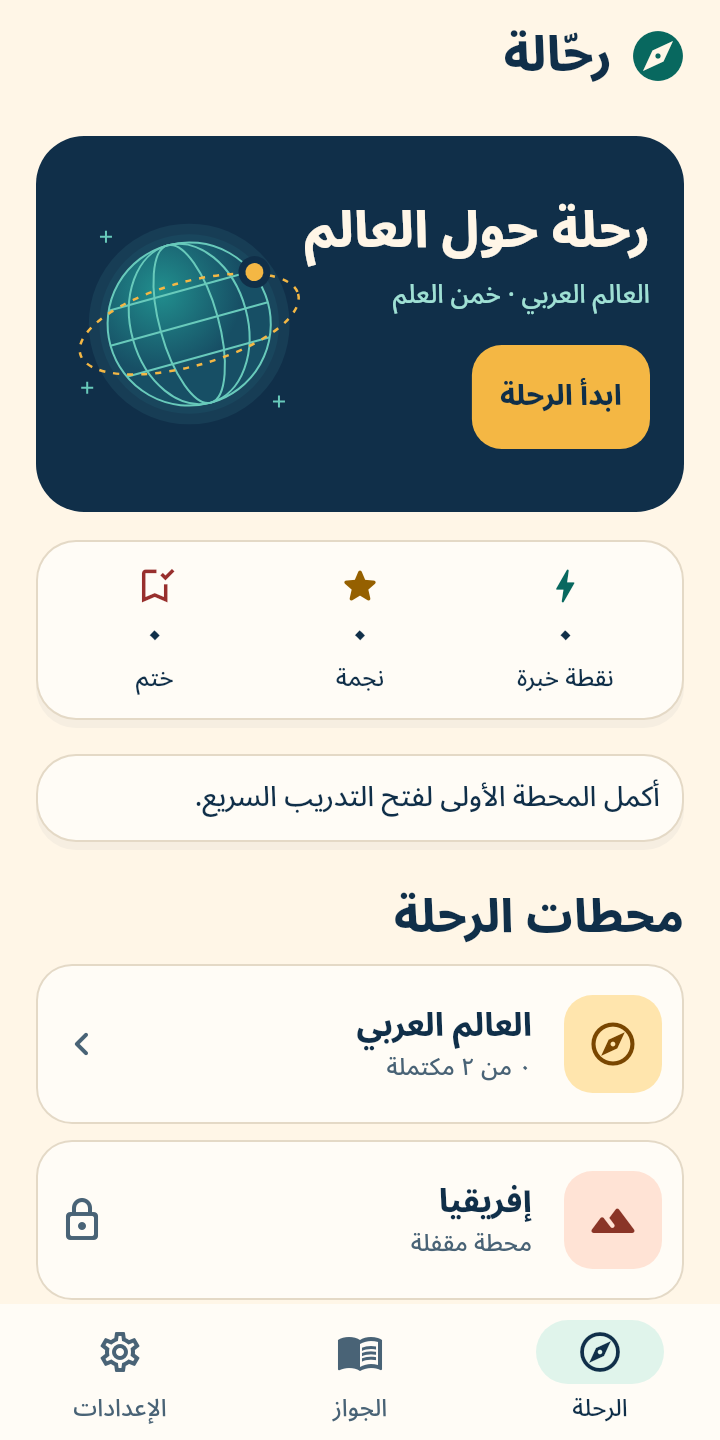 رحّالة
رحلة حول العالم
العالم العربي · خمن العلم
ابدأ الرحلة
٠ نقطة خبرة
٠ نجمة
٠ ختم
أكمل المحطة الأولى لفتح التدريب السريع.
محطات الرحلة
العالم العربي
٠ من ٢ مكتملة
إفريقيا
محطة مقفلة
الرحلة
الجواز
الإعدادات